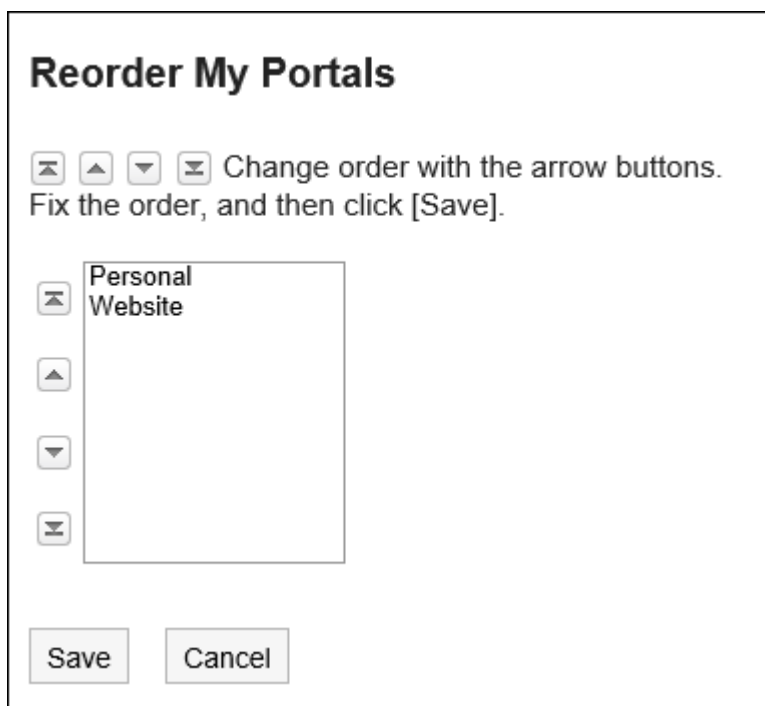 Reorder My Portals
Change order with the arrow buttons.
Fix the order, and then click [Save].
Personal
Website
Save
Cancel